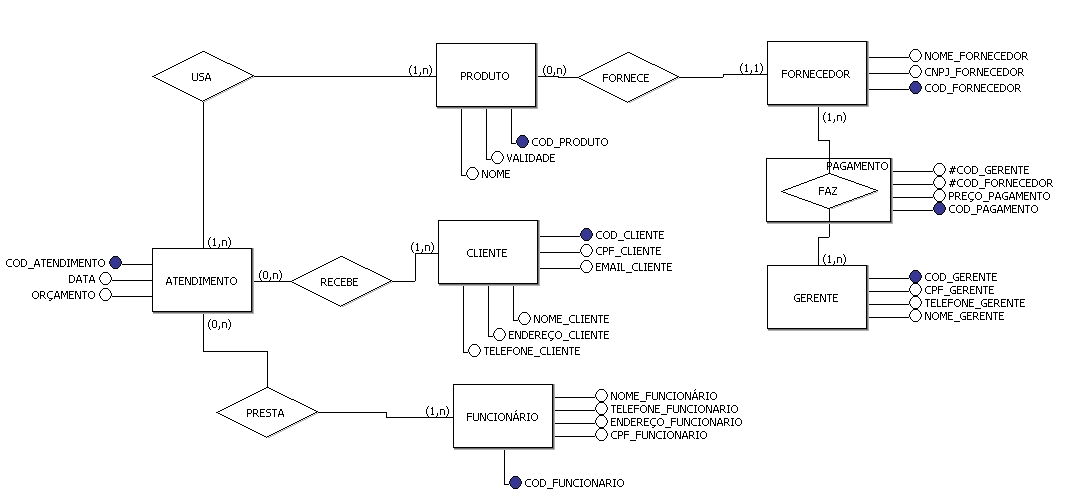 USA
(1,n)
PRODUTO
(0,n)
FORNECE
(1,1)
FORNECEDOR
NOME_FORNECEDOR
CNPJ_FORNECEDOR
COD_FORNECEDOR
(1,n)
COD_PRODUTO
VALIDADE
NOME
PAGAMENTO
FAZ
#COD_GERENTE
#COD_FORNECEDOR
PREÇO_PAGAMENTO
COD_PAGAMENTO
(1,n)
GERENTE
COD_GERENTE
CPF_GERENTE
TELEFONE_GERENTE
NOME_GERENTE
(1,n)
COD_ATENDIMENTO
DATA
ORÇAMENTO
ATENDIMENTO
(0,n)
RECEBE
(1,n)
CLIENTE
COD_CLIENTE
CPF_CLIENTE
EMAIL_CLIENTE
NOME_CLIENTE
ENDEREÇO_CLIENTE
TELEFONE_CLIENTE
(0,n)
PRESTA
(1,n)
FUNCIONÁRIO
NOME_FUNCIONÁRIO
TELEFONE_FUNCIONARIO
ENDEREÇO_FUNCIONARIO
CPF_FUNCIONARIO
COD_FUNCIONARIO